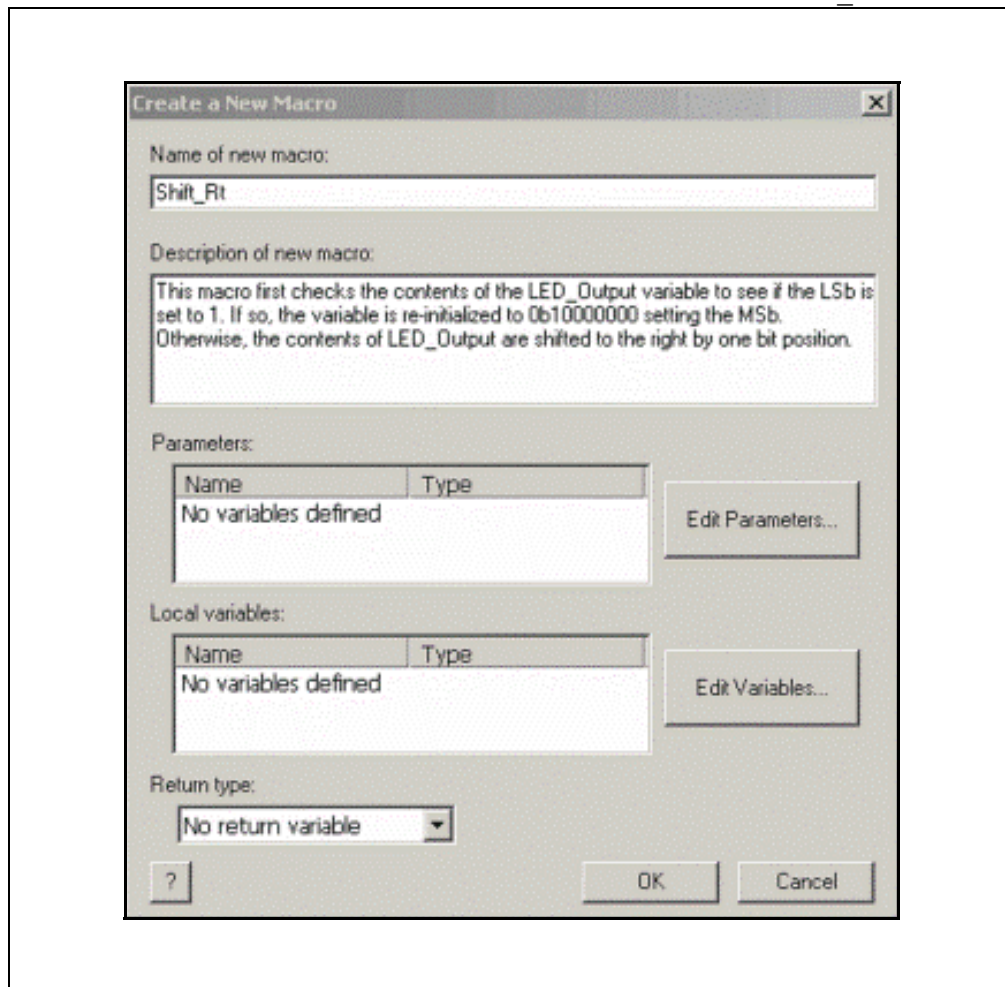 Create a New Macro
Name of new macro:
Shift_Rt
Description of new macro:
This macro first checks the contents of the LED_Output variable to see if the LSb is
set to 1. If so, the variable is re-initialized to 0b10000000 setting the MSb.
Otherwise, the contents of LED_Output are shifted to the right by one bit position.
Parameters:
Name Type
No variables defined
Edit Parameters...
Local variables:
Name Type
No variables defined
Edit Variables...
Return type:
No return variable
? OK Cancel